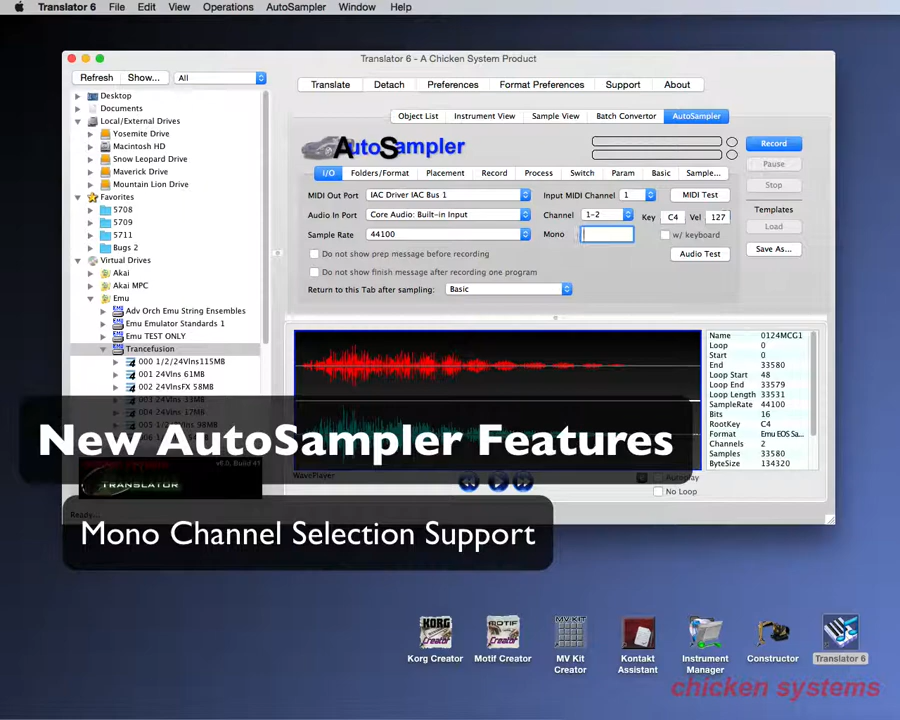 Translator 6 File Edit View Operations AutoSampler Window Help
Translator 6 - A Chicken System Product
Refresh Show... All
Translate Detach Preferences Format Preferences Support About
Desktop
Documents
Local/External Drives
Yosemite Drive
Macintosh HD
Snow Leopard Drive
Maverick Drive
Mountain Lion Drive
Favorites
5708
5709
5711
Bugs 2
Virtual Drives
Akai
Akai MPC
Emu
Adv Orch Emu String Ensembles
Emu Emulator Standards 1
Emu TEST ONLY
Trancefusion
000 1/2/24Vlns115MB
001 24Vlns 61MB
002 24VlnsFX 58MB
Object List Instrument View Sample View Batch Convertor AutoSampler
AutoSampler
I/O Folders/Format Placement Record Process Switch Param Basic Sample...
MIDI Out Port IAC Driver IAC Bus 1 Input MIDI Channel 1 MIDI Test
Audio In Port Core Audio: Built-in Input Channel 1-2 Key C4 Vel 127
Sample Rate 44100 Mono w/ keyboard
Do not show prep message before recording Audio Test
Do not show finish message after recording one program
Return to this Tab after sampling: Basic
Record
Pause
Stop
Templates
Load
Save As...
Name 0124MCG1
Loop 0
Start 0
End 33580
Loop Start 48
Loop End 33579
Loop Length 33531
SampleRate 44100
Bits 16
RootKey C4
Format Emu EOS Sa...
Channels 2
Samples 33580
ByteSize 134320
New AutoSampler Features
v6.0, Build 41
TRANSLATOR
WavePlayer
Autoplay
No Loop
Ready...
Mono Channel Selection Support
Korg Creator
Motif Creator
MV Kit Creator
Kontakt Assistant
Instrument Manager
Constructor
Translator 6
chicken systems